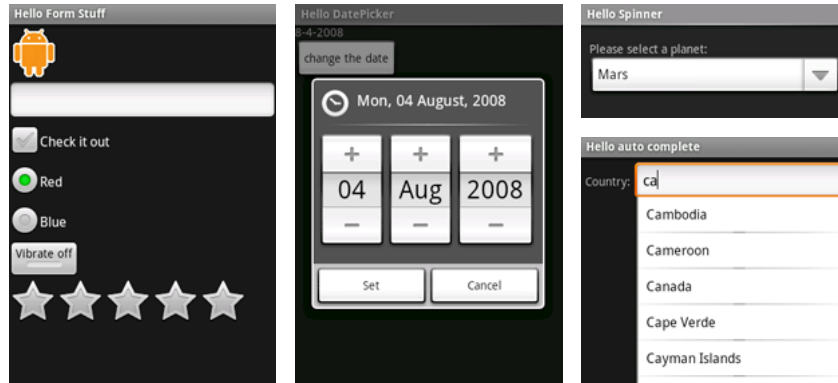 Hello Form Stuff
Check it out
Red
Blue
Vibrate off
Hello DatePicker
8-4-2008
change the date
Mon, 04 August, 2008
+ + +
04 Aug 2008
− − −
Set Cancel
Hello Spinner
Please select a planet:
Mars
Hello auto complete
Country: ca
Cambodia
Cameroon
Canada
Cape Verde
Cayman Islands